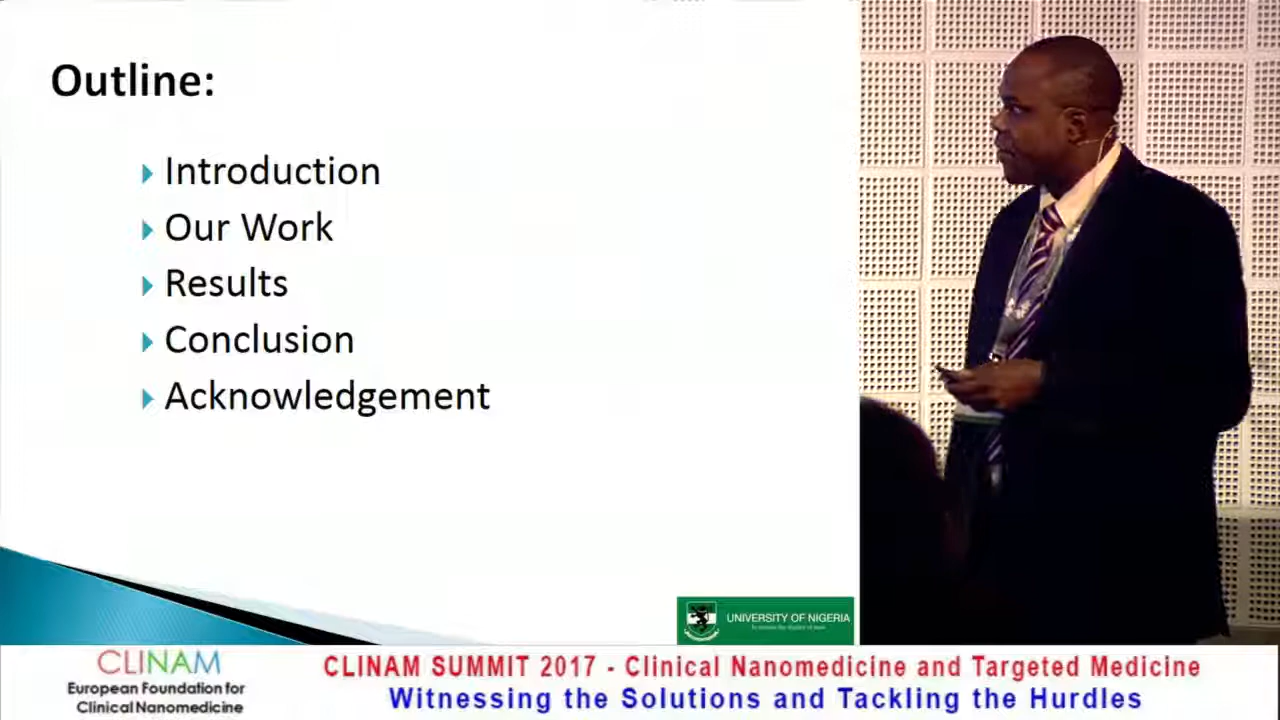 Outline:
Introduction
Our Work
Results
Conclusion
Acknowledgement
UNIVERSITY OF NIGERIA
CLINAM
European Foundation for
Clinical Nanomedicine
CLINAM SUMMIT 2017 - Clinical Nanomedicine and Targeted Medicine
Witnessing the Solutions and Tackling the Hurdles